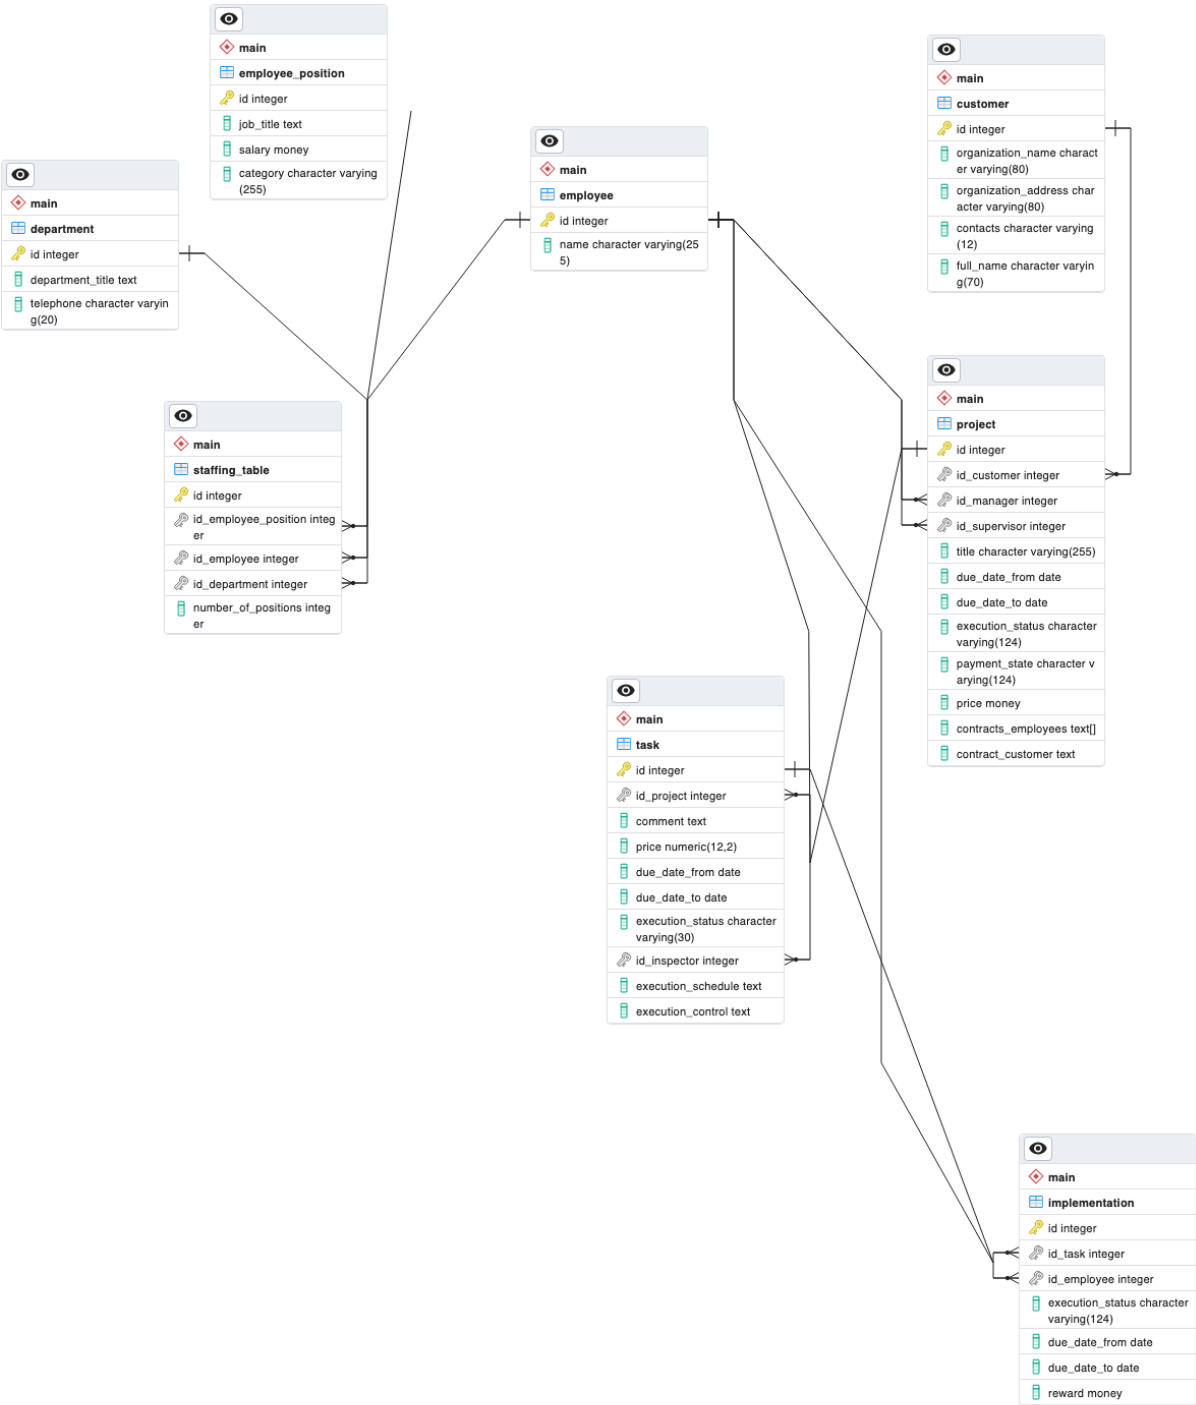 main
employee_position
id integer
job_title text
salary money
category character varying
(255)
main
department
id integer
department_title text
telephone character varyin
g(20)
main
employee
id integer
name character varying(25
5)
main
customer
id integer
organization_name charact
er varying(80)
organization_address char
acter varying(80)
contacts character varying
(12)
full_name character varyin
g(70)
main
staffing_table
id integer
id_employee_position integ
er
id_employee integer
id_department integer
number_of_positions integ
er
main
project
id integer
id_customer integer
id_manager integer
id_supervisor integer
title character varying(255)
due_date_from date
due_date_to date
execution_status character
varying(124)
payment_state character v
arying(124)
price money
contracts_employees text[]
contract_customer text
main
task
id integer
id_project integer
comment text
price numeric(12,2)
due_date_from date
due_date_to date
execution_status character
varying(30)
id_inspector integer
execution_schedule text
execution_control text
main
implementation
id integer
id_task integer
id_employee integer
execution_status character
varying(124)
due_date_from date
due_date_to date
reward money